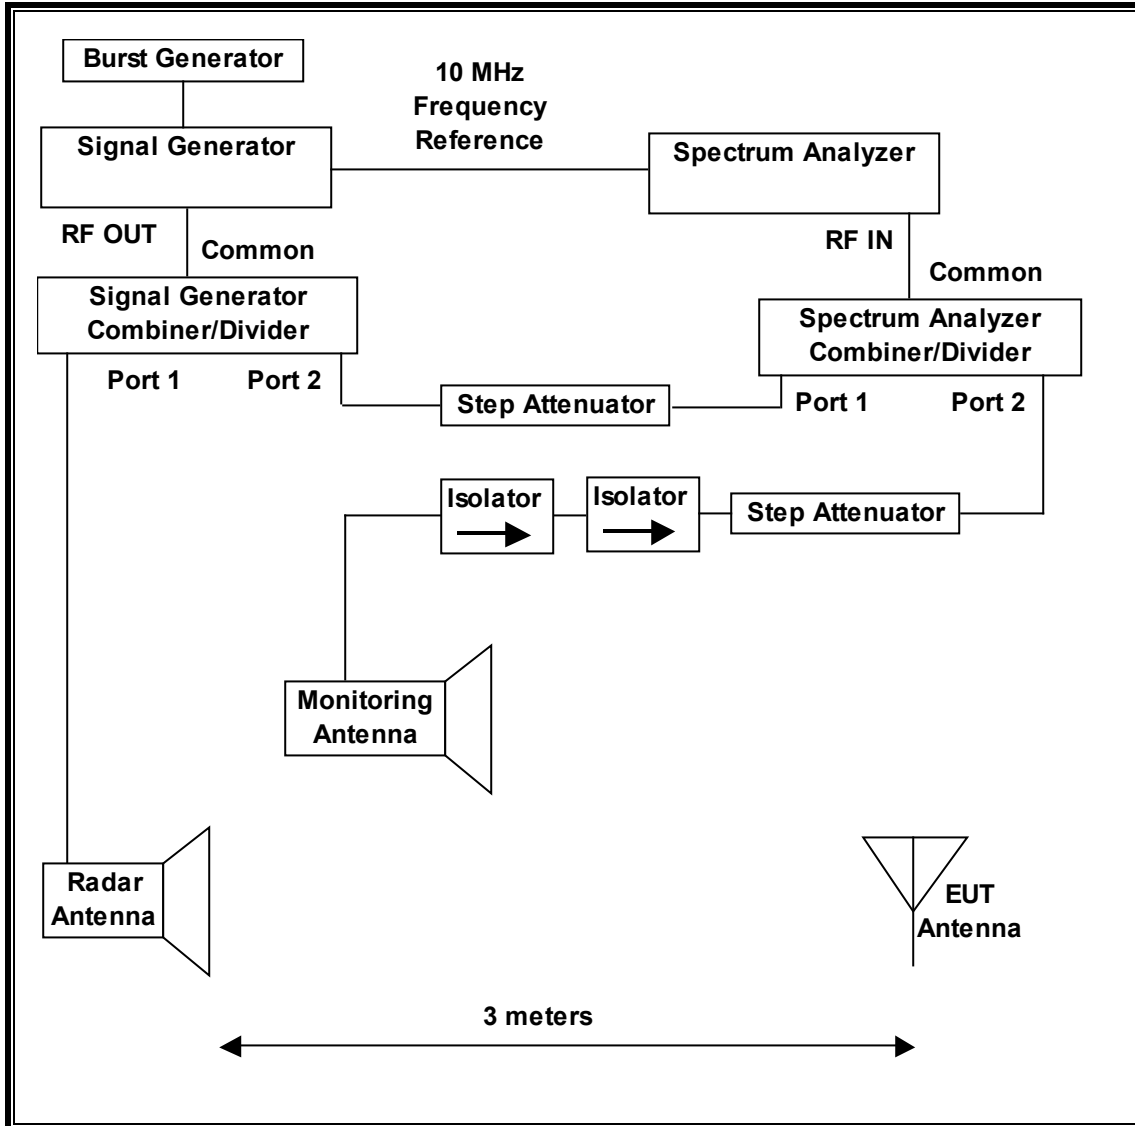 Burst Generator
10 MHz
Frequency
Reference
Signal Generator
Spectrum Analyzer
RF OUT
Common
RF IN
Common
Signal Generator
Combiner/Divider
Spectrum Analyzer
Combiner/Divider
Port 1
Port 2
Step Attenuator
Port 1
Port 2
Isolator
Isolator
Step Attenuator
Monitoring
Antenna
Radar
Antenna
EUT
Antenna
3 meters